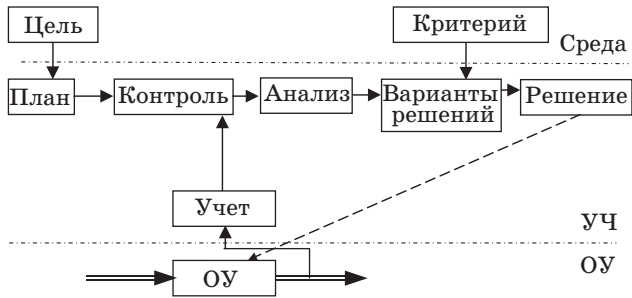 Цель
Критерий
Среда
План
Контроль
Анализ
Варианты
решений
Решение
Учет
УЧ
ОУ
ОУ